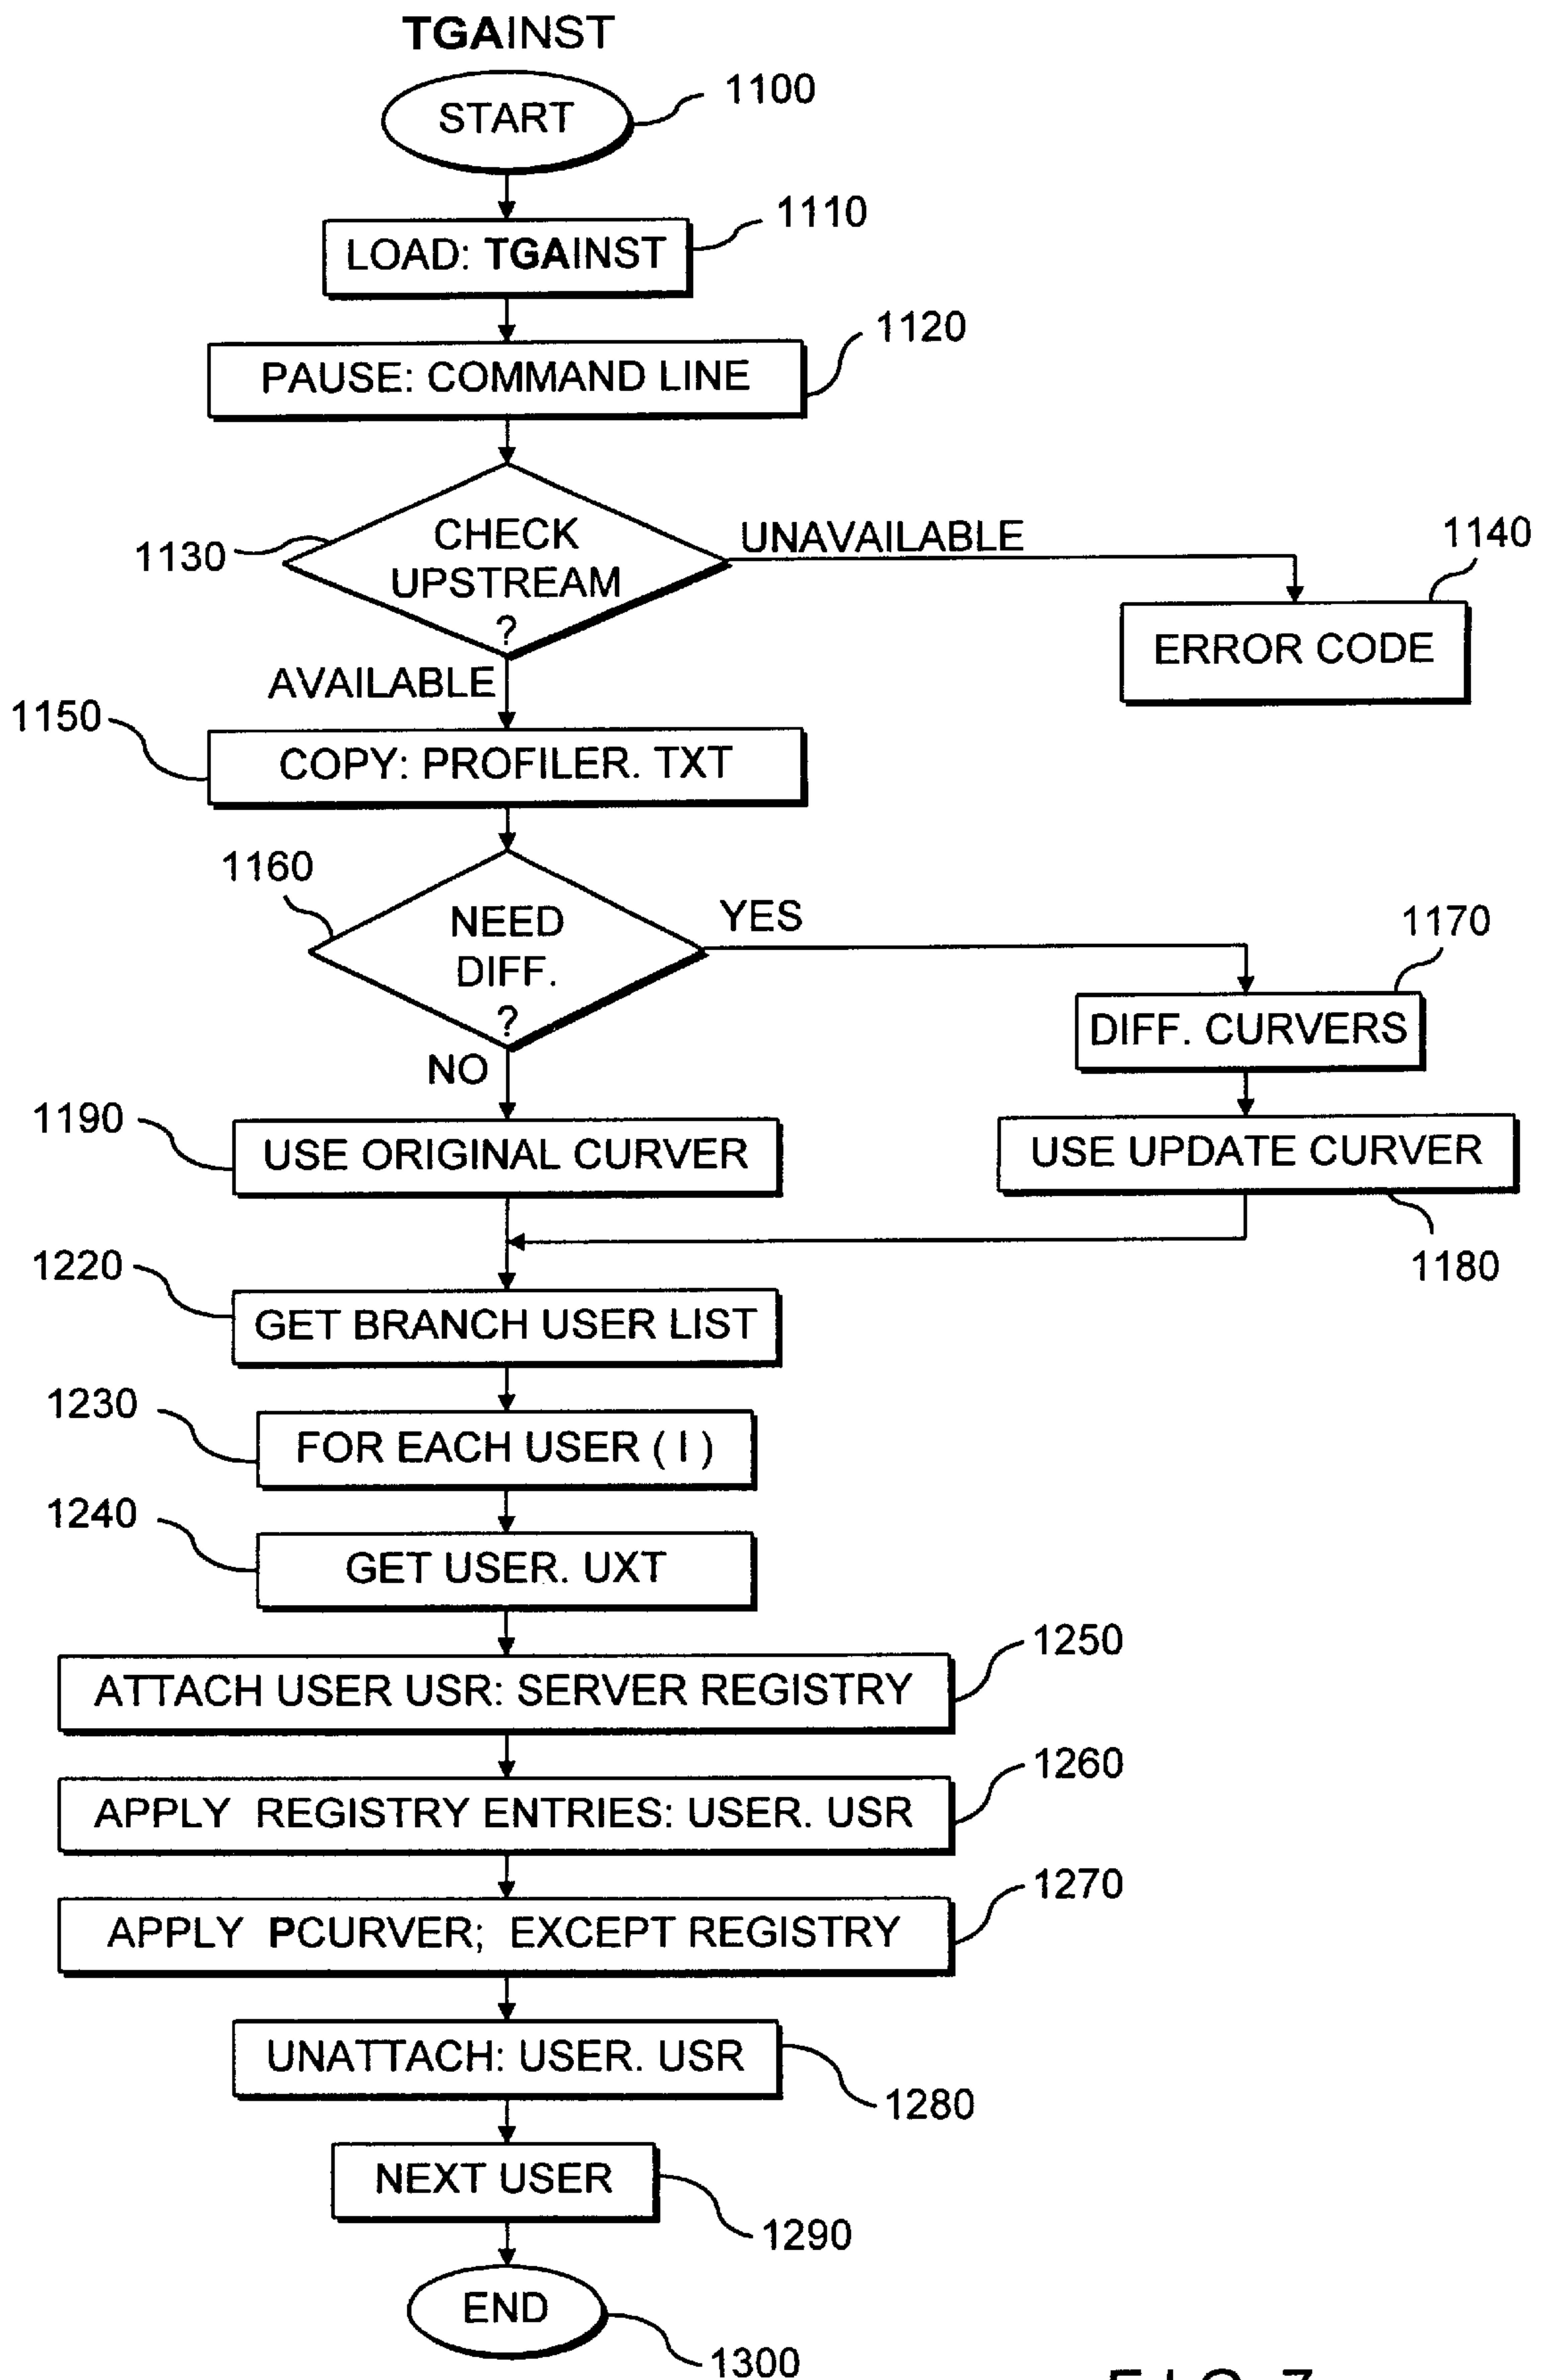 TGAINST
START
1100
LOAD: TGAINST
1110
PAUSE: COMMAND LINE
1120
CHECK
UPSTREAM
?
1130
UNAVAILABLE
1140
ERROR CODE
AVAILABLE
1150
COPY: PROFILER. TXT
1160
NEED
DIFF.
?
YES
1170
DIFF. CURVERS
NO
1190
USE ORIGINAL CURVER
USE UPDATE CURVER
1180
1220
GET BRANCH USER LIST
1230
FOR EACH USER ( I )
1240
GET USER. UXT
1250
ATTACH USER USR: SERVER REGISTRY
1260
APPLY REGISTRY ENTRIES: USER. USR
1270
APPLY PCURVER; EXCEPT REGISTRY
UNATTACH: USER. USR
1280
NEXT USER
1290
END
1300